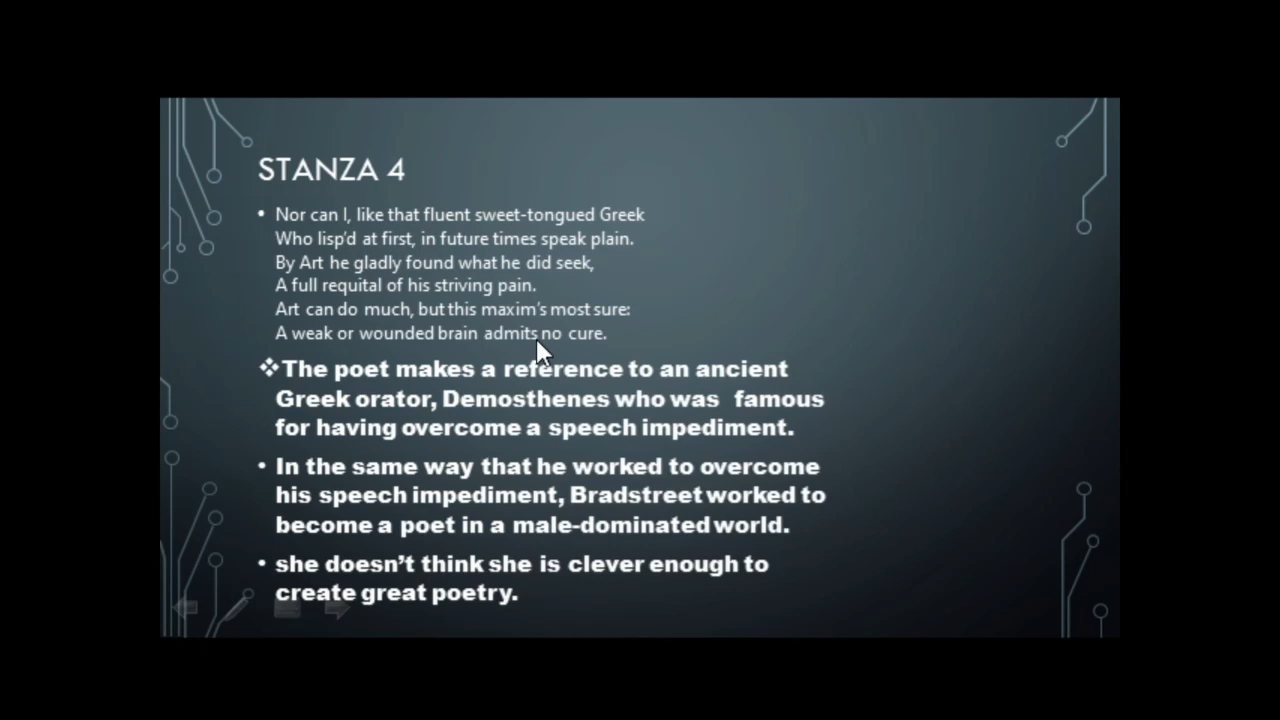 STANZA 4
• Nor can I, like that fluent sweet-tongued Greek
Who lisp'd at first, in future times speak plain.
By Art he gladly found what he did seek,
A full requital of his striving pain.
Art can do much, but this maxim's most sure:
A weak or wounded brain admits no cure.
❖The poet makes a reference to an ancient
Greek orator, Demosthenes who was famous
for having overcome a speech impediment.
• In the same way that he worked to overcome
his speech impediment, Bradstreet worked to
become a poet in a male-dominated world.
• she doesn’t think she is clever enough to
create great poetry.